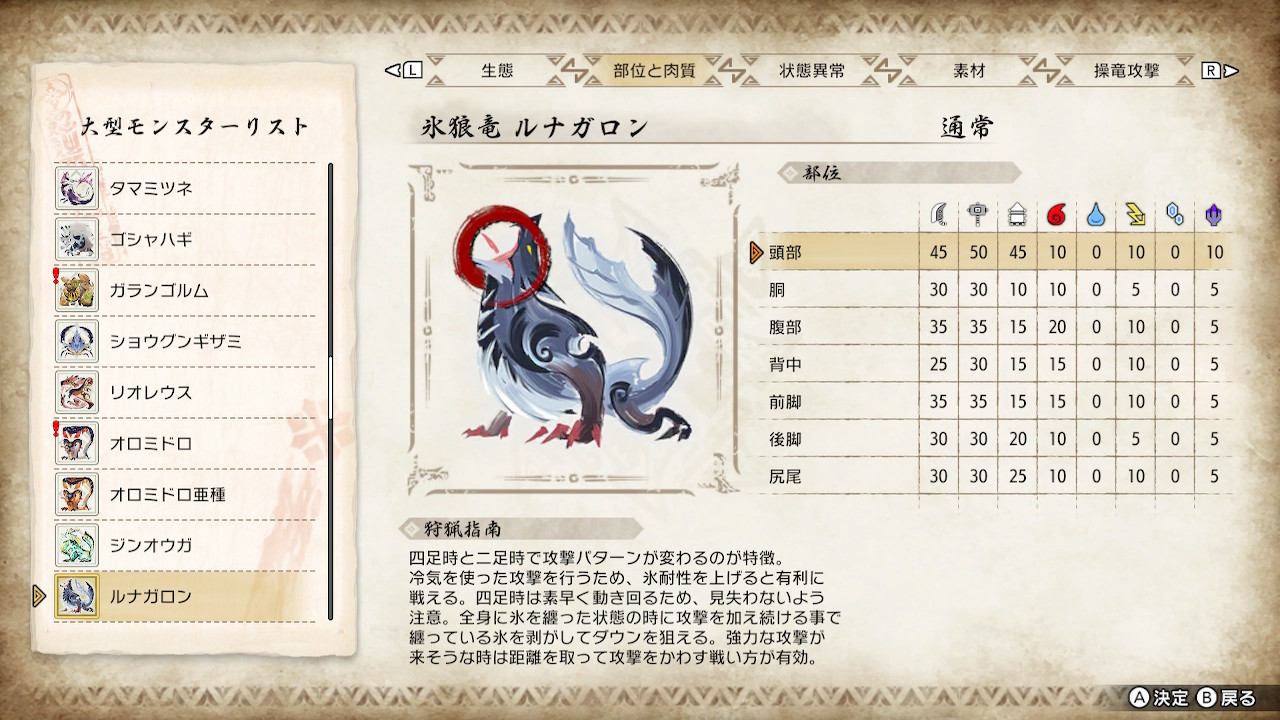 L 生態 部位と肉質 状態異常 素材 操竜攻撃 R
大型モンスターリスト
タマミツネ
ゴシャハギ
ガランゴルム
ショウグンギザミ
リオレウス
オロミドロ
オロミドロ亜種
ジンオウガ
ルナガロン
氷狼竜 ルナガロン 通常
部位
頭部 45 50 45 10 0 10 0 10
胴 30 30 10 10 0 5 0 5
腹部 35 35 15 20 0 10 0 5
背中 25 30 15 15 0 10 0 5
前脚 35 35 15 15 0 10 0 5
後脚 30 30 20 10 0 5 0 5
尻尾 30 30 25 10 0 10 0 5
狩猟指南
四足時と二足時で攻撃パターンが変わるのが特徴。
冷気を使った攻撃を行うため、氷耐性を上げると有利に
戦える。四足時は素早く動き回るため、見失わないよう
注意。全身に氷を纏った状態の時に攻撃を加え続ける事で
纏っている氷を剥がしてダウンを狙える。強力な攻撃が
来そうな時は距離を取って攻撃をかわす戦い方が有効。
A 決定 B 戻る